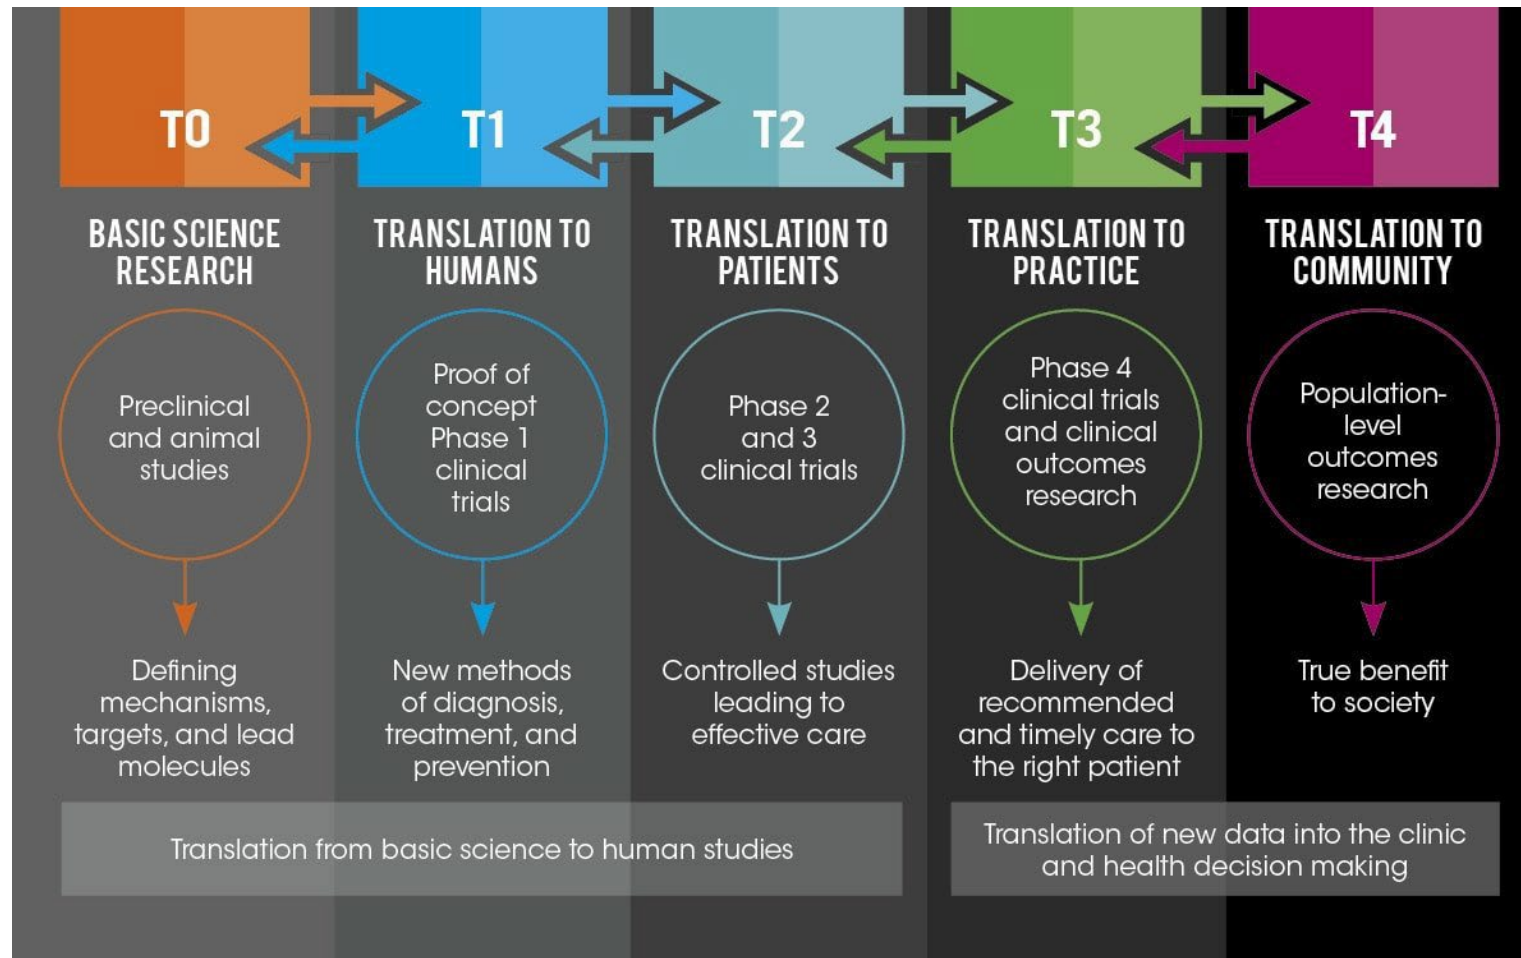 T0
T1
T2
T3
T4
BASIC SCIENCE
RESEARCH
TRANSLATION TO
HUMANS
TRANSLATION TO
PATIENTS
TRANSLATION TO
PRACTICE
TRANSLATION TO
COMMUNITY
Preclinical
and animal
studies
Proof of
concept
Phase 1
clinical
trials
Phase 2
and 3
clinical trials
Phase 4
clinical trials
and clinical
outcomes
research
Population-
level
outcomes
research
Defining
mechanisms,
targets, and lead
molecules
New methods
of diagnosis,
treatment, and
prevention
Controlled studies
leading to
effective care
Delivery of
recommended
and timely care to
the right patient
True benefit
to society
Translation from basic science to human studies
Translation of new data into the clinic
and health decision making